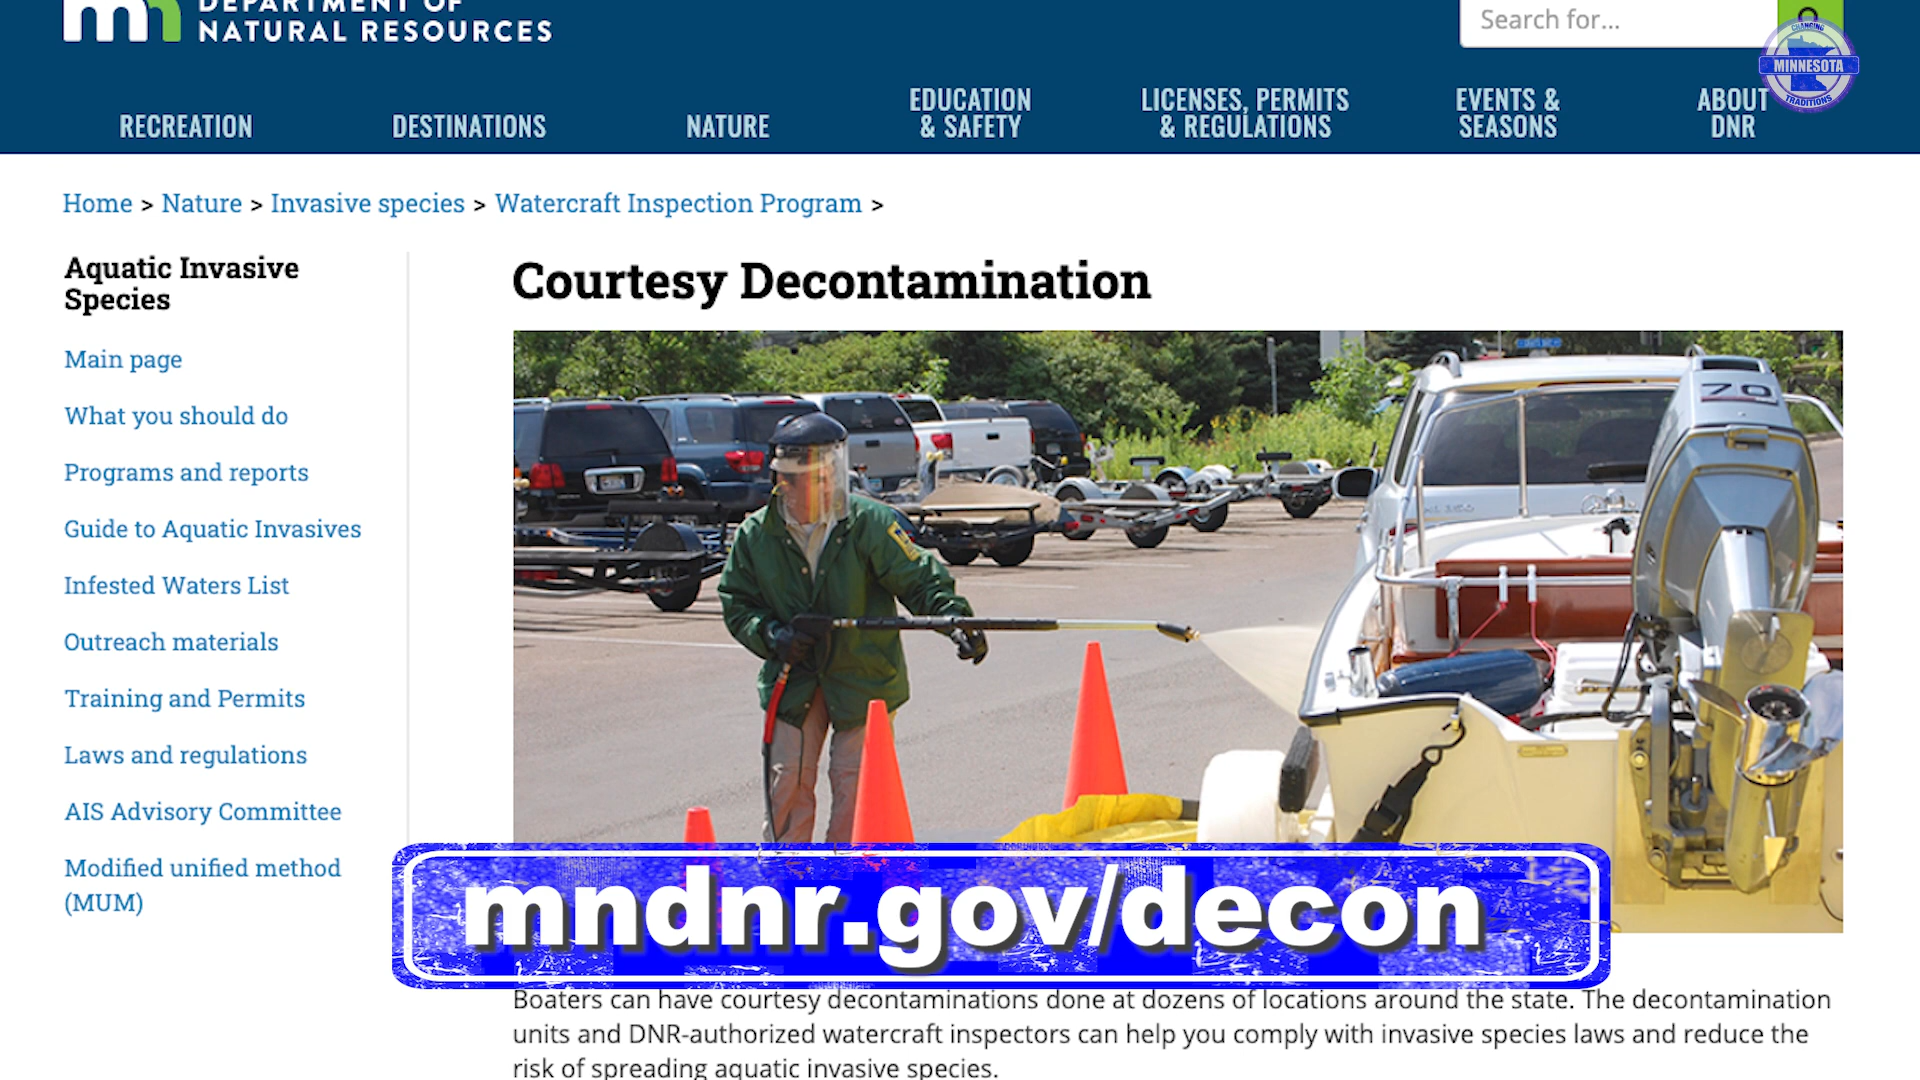 DEPARTMENT OF
NATURAL RESOURCES
Search for...
CHANGING
MINNESOTA
TRADITIONS
RECREATION
DESTINATIONS
NATURE
EDUCATION
& SAFETY
LICENSES, PERMITS
& REGULATIONS
EVENTS &
SEASONS
ABOUT
DNR
Home > Nature > Invasive species > Watercraft Inspection Program >
Aquatic Invasive
Species
Main page
What you should do
Programs and reports
Guide to Aquatic Invasives
Infested Waters List
Outreach materials
Training and Permits
Laws and regulations
AIS Advisory Committee
Modified unified method
(MUM)
Courtesy Decontamination
70
mndnr.gov/decon
Boaters can have courtesy decontaminations done at dozens of locations around the state. The decontamination
units and DNR-authorized watercraft inspectors can help you comply with invasive species laws and reduce the
risk of spreading aquatic invasive species.